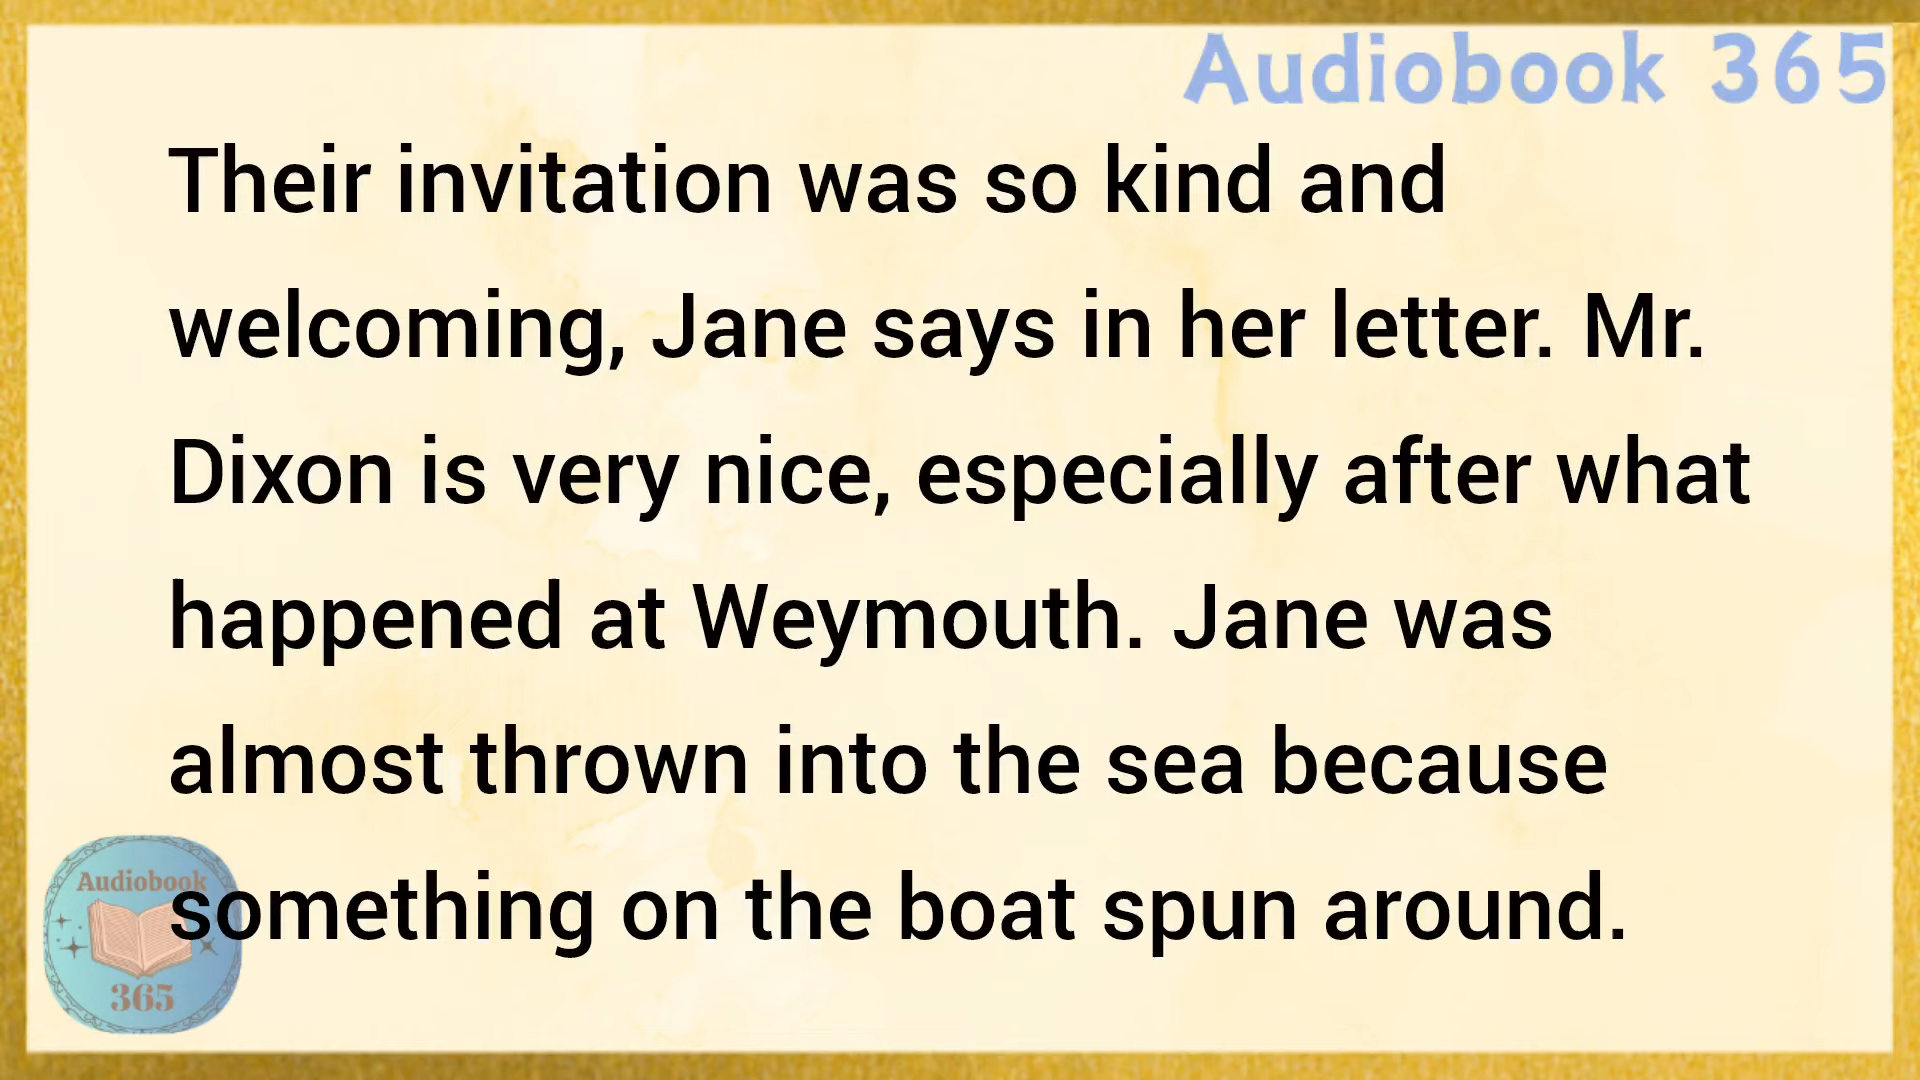 Audiobook 365
Their invitation was so kind and
welcoming, Jane says in her letter. Mr.
Dixon is very nice, especially after what
happened at Weymouth. Jane was
almost thrown into the sea because
something on the boat spun around.
Audiobook
365